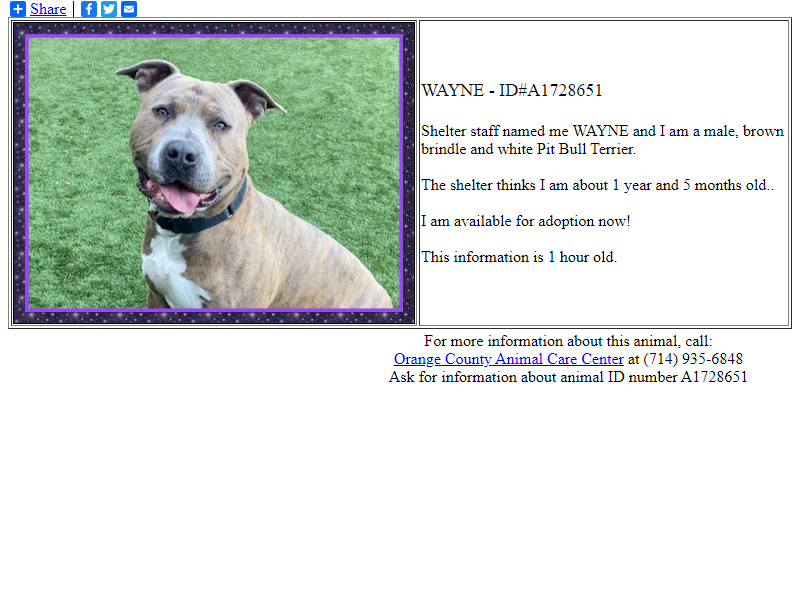 Share |
WAYNE - ID#A1728651
Shelter staff named me WAYNE and I am a male, brown
brindle and white Pit Bull Terrier.
The shelter thinks I am about 1 year and 5 months old..
I am available for adoption now!
This information is 1 hour old.
For more information about this animal, call:
Orange County Animal Care Center at (714) 935-6848
Ask for information about animal ID number A1728651